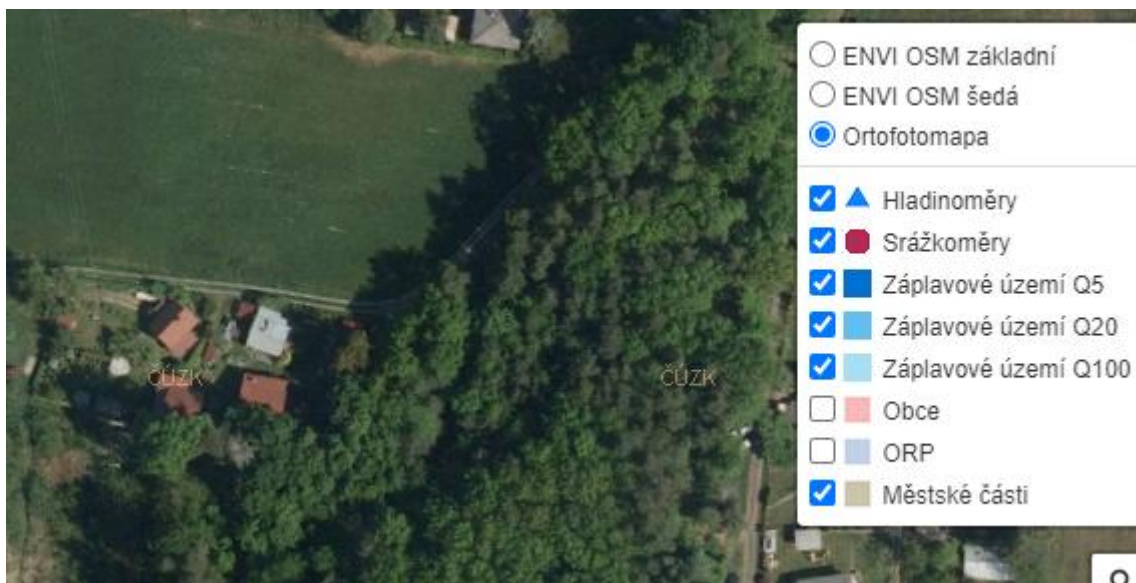 ENVI OSM základní
ENVI OSM šedá
Ortofotomapa
Hladinoměry
Srážkoměry
Záplavové území Q5
Záplavové území Q20
Záplavové území Q100
Obce
ORP
Městské části
ČÚZK
ČÚZK